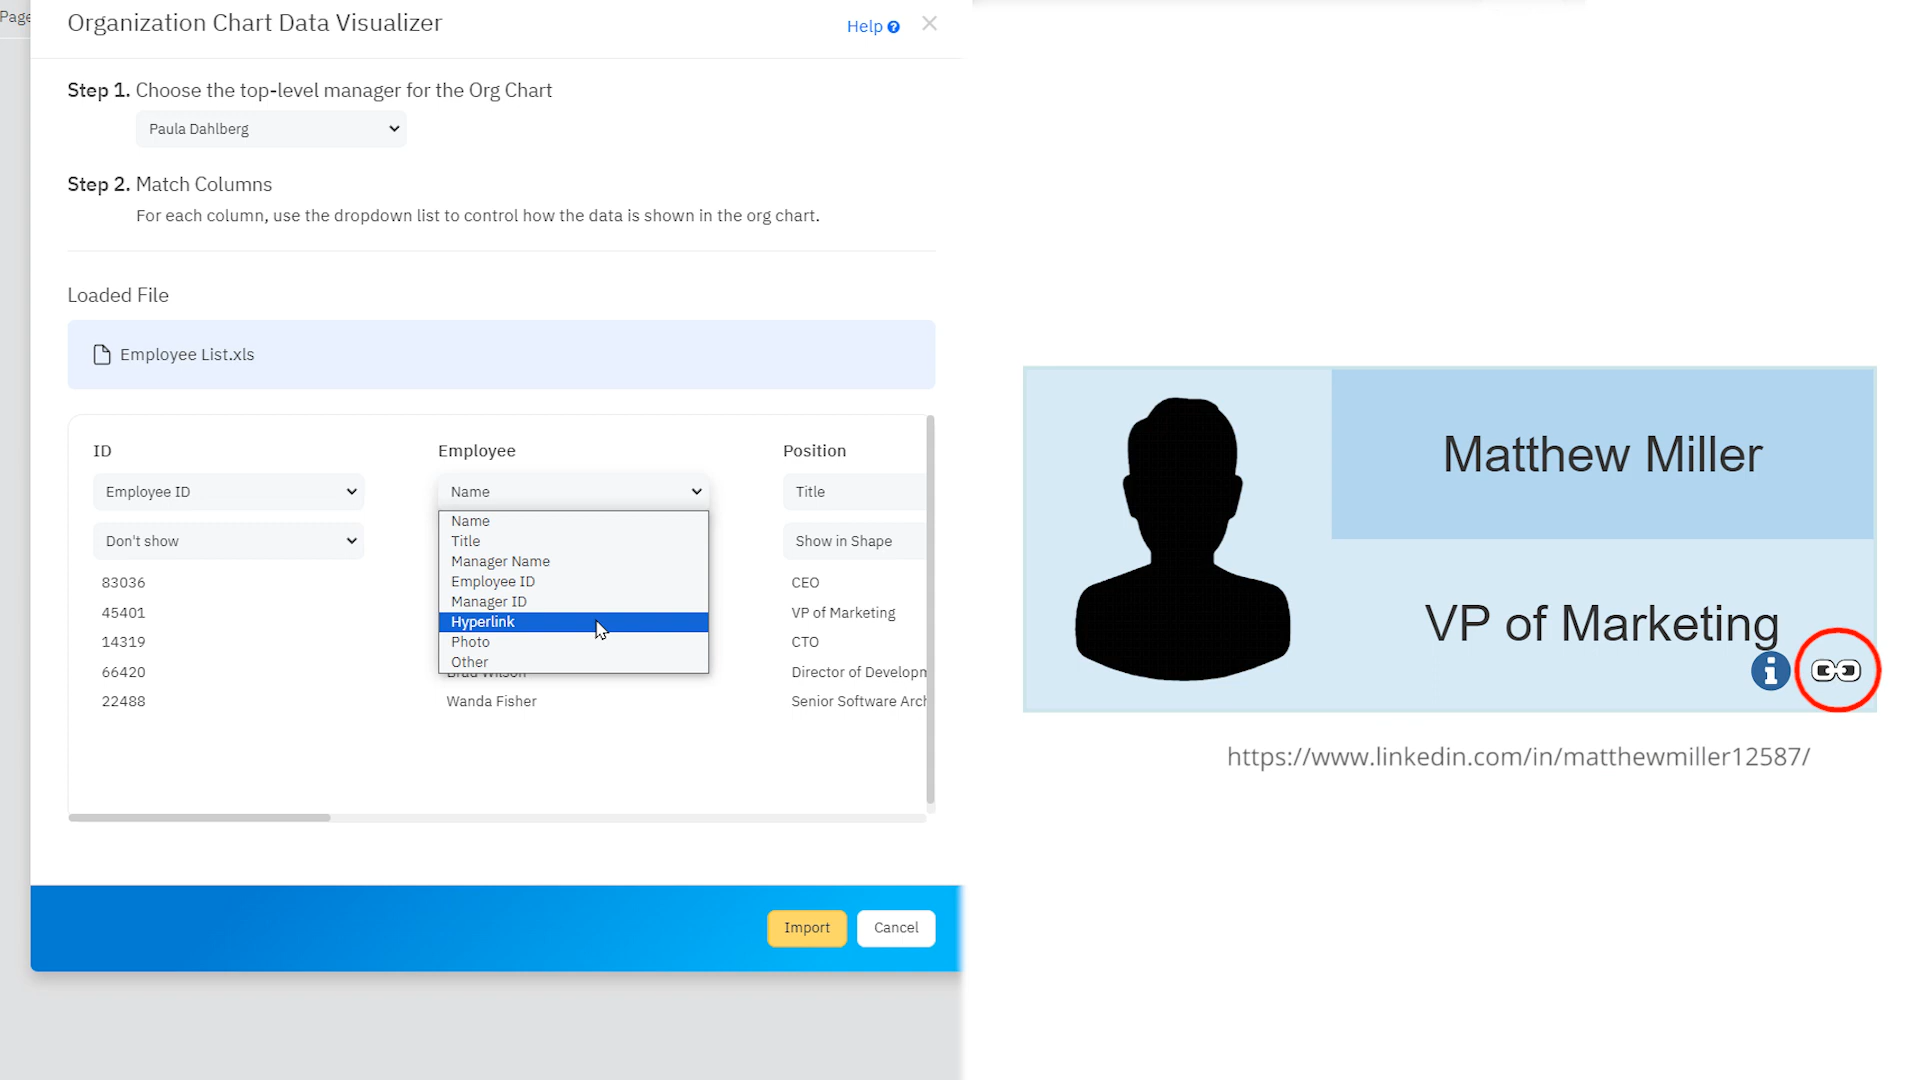 Page
Organization Chart Data Visualizer
Help ?
Step 1. Choose the top-level manager for the Org Chart
Paula Dahlberg
Step 2. Match Columns
For each column, use the dropdown list to control how the data is shown in the org chart.
Loaded File
Employee List.xls
ID Employee Position
Employee ID Name Title
Don't show Show in Shape
Name
Title
Manager Name
Employee ID
Manager ID
Hyperlink
Photo
Other
83036 CEO
45401 VP of Marketing
14319 CTO
66420 Brad Wilson Director of Developm
22488 Wanda Fisher Senior Software Arch
Import Cancel
Matthew Miller
VP of Marketing
i
https://www.linkedin.com/in/matthewmiller12587/